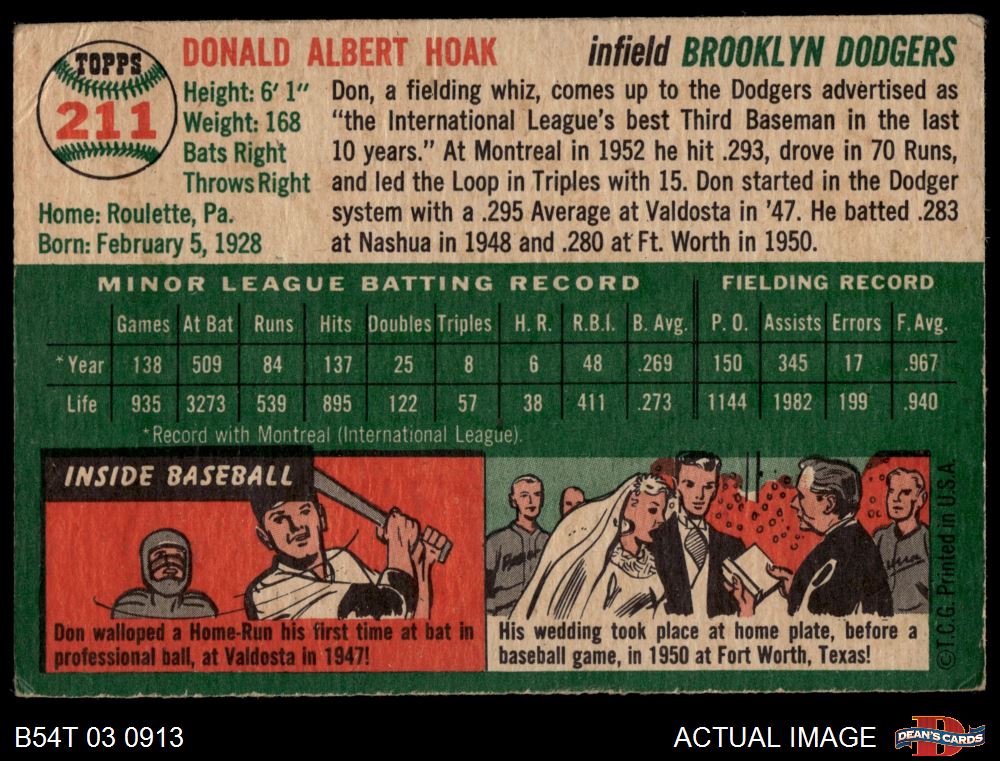 TOPPS
211
DONALD ALBERT HOAK
infield BROOKLYN DODGERS
Height: 6' 1"
Weight: 168
Bats Right
Throws Right
Home: Roulette, Pa.
Born: February 5, 1928
Don, a fielding whiz, comes up to the Dodgers advertised as
"the International League's best Third Baseman in the last
10 years." At Montreal in 1952 he hit .293, drove in 70 Runs,
and led the Loop in Triples with 15. Don started in the Dodger
system with a .295 Average at Valdosta in '47. He batted .283
at Nashua in 1948 and .280 at Ft. Worth in 1950.
MINOR LEAGUE BATTING RECORD FIELDING RECORD
Games At Bat Runs Hits Doubles Triples H. R. R.B.I. B. Avg. P. O. Assists Errors F. Avg.
*Year 138 509 84 137 25 8 6 48 .269 150 345 17 .967
Life 935 3273 539 895 122 57 38 411 .273 1144 1982 199 .940
*Record with Montreal (International League).
INSIDE BASEBALL
Don walloped a Home-Run his first time at bat in
professional ball, at Valdosta in 1947!
His wedding took place at home plate, before a
baseball game, in 1950 at Fort Worth, Texas!
©T.C.G. Printed in U.S.A.
B54T 03 0913
ACTUAL IMAGE
DEAN'S CARDS